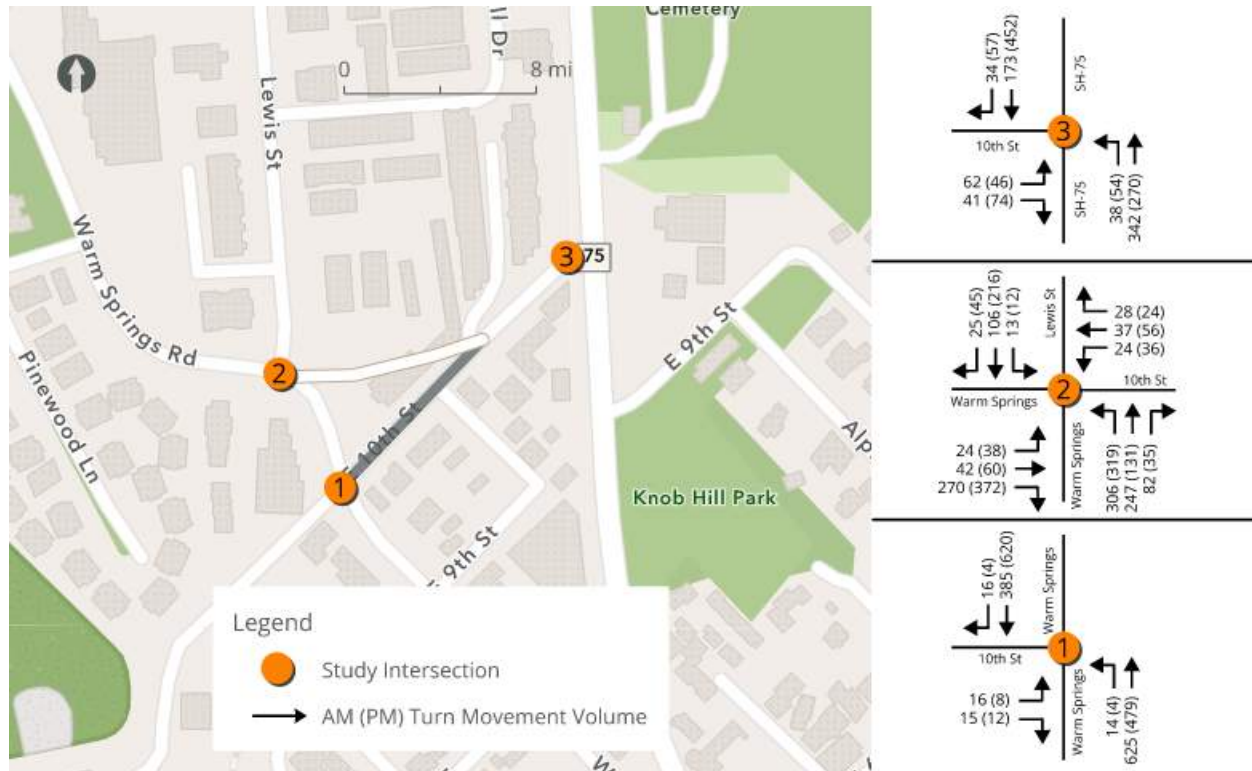 Cemetery
ll Dr
0 8 mi
Lewis St
75
3
Warm Springs Rd
2
E 9th St
Pinewood Ln
E 10th St
1
Knob Hill Park
Alp
E 9th St
W
Legend
Study Intersection
AM (PM) Turn Movement Volume
34 (57)
173 (452)
SH-75
3
10th St
62 (46)
41 (74)
SH-75
38 (54)
342 (270)
25 (45)
106 (216)
13 (12)
Lewis St
28 (24)
37 (56)
24 (36)
2
10th St
Warm Springs
24 (38)
42 (60)
270 (372)
Warm Springs
306 (319)
247 (131)
82 (35)
16 (4)
385 (620)
Warm Springs
1
10th St
16 (8)
15 (12)
Warm Springs
14 (4)
625 (479)